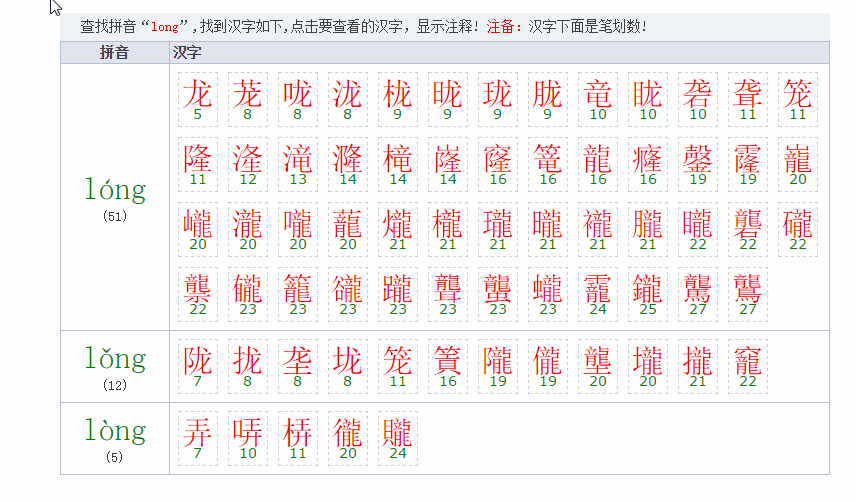 查找拼音“long”,找到汉字如下,点击要查看的汉字，显示注释！注备：汉字下面是笔划数！
拼音 汉字
龙 茏 咙 泷 栊 昽 珑 胧 竜 眬 砻 聋 笼
5 8 8 8 9 9 9 9 10 10 10 11 11
隆 湰 滝 漋 槞 嶐 窿 篭 龍 癃 鏧 霳 巃
11 12 13 14 14 14 16 16 16 16 19 19 20
lóng
(51)
巄 瀧 嚨 蘢 爖 櫳 瓏 曨 襱 朧 矓 礱 礲
20 20 20 20 21 21 21 21 21 21 22 22 22
龒 儱 籠 豅 躘 聾 蠪 蠬 靇 鑨 驡 鸗
22 23 23 23 23 23 23 23 24 25 27 27
lǒng
(12)
陇 拢 垄 垅 笼 篢 隴 儱 壟 壠 攏 竉
7 8 8 8 11 16 19 19 20 20 21 22
lòng
(5)
弄 哢 梇 徿 贚
7 10 11 20 24